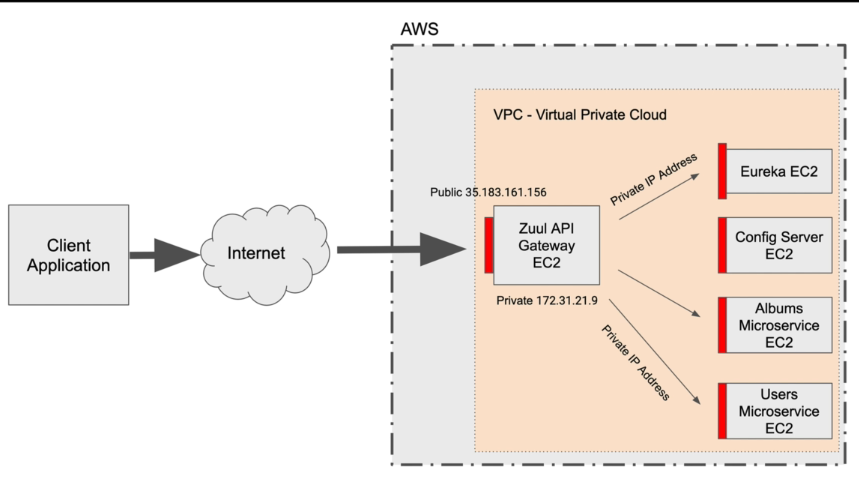 AWS
VPC - Virtual Private Cloud
Public 35.183.161.156
Client
Application
Internet
Zuul API
Gateway
EC2
Private 172.31.21.9
Private IP Address
Private IP Address
Eureka EC2
Config Server
EC2
Albums
Microservice
EC2
Users
Microservice
EC2